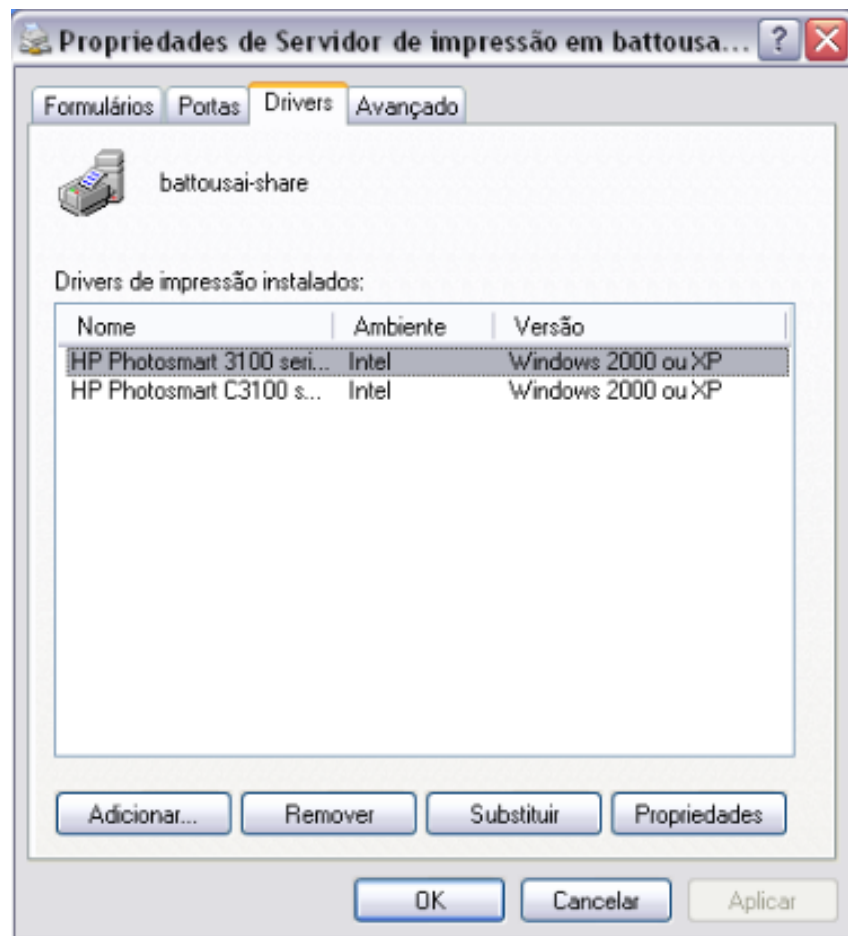 Propriedades de Servidor de impressão em battousa... ?
Formulários Portas Drivers Avançado
battousai-share
Drivers de impressão instalados:
Nome Ambiente Versão
HP Photosmart 3100 seri... Intel Windows 2000 ou XP
HP Photosmart C3100 s... Intel Windows 2000 ou XP
Adicionar... Remover Substituir Propriedades
OK Cancelar Aplicar